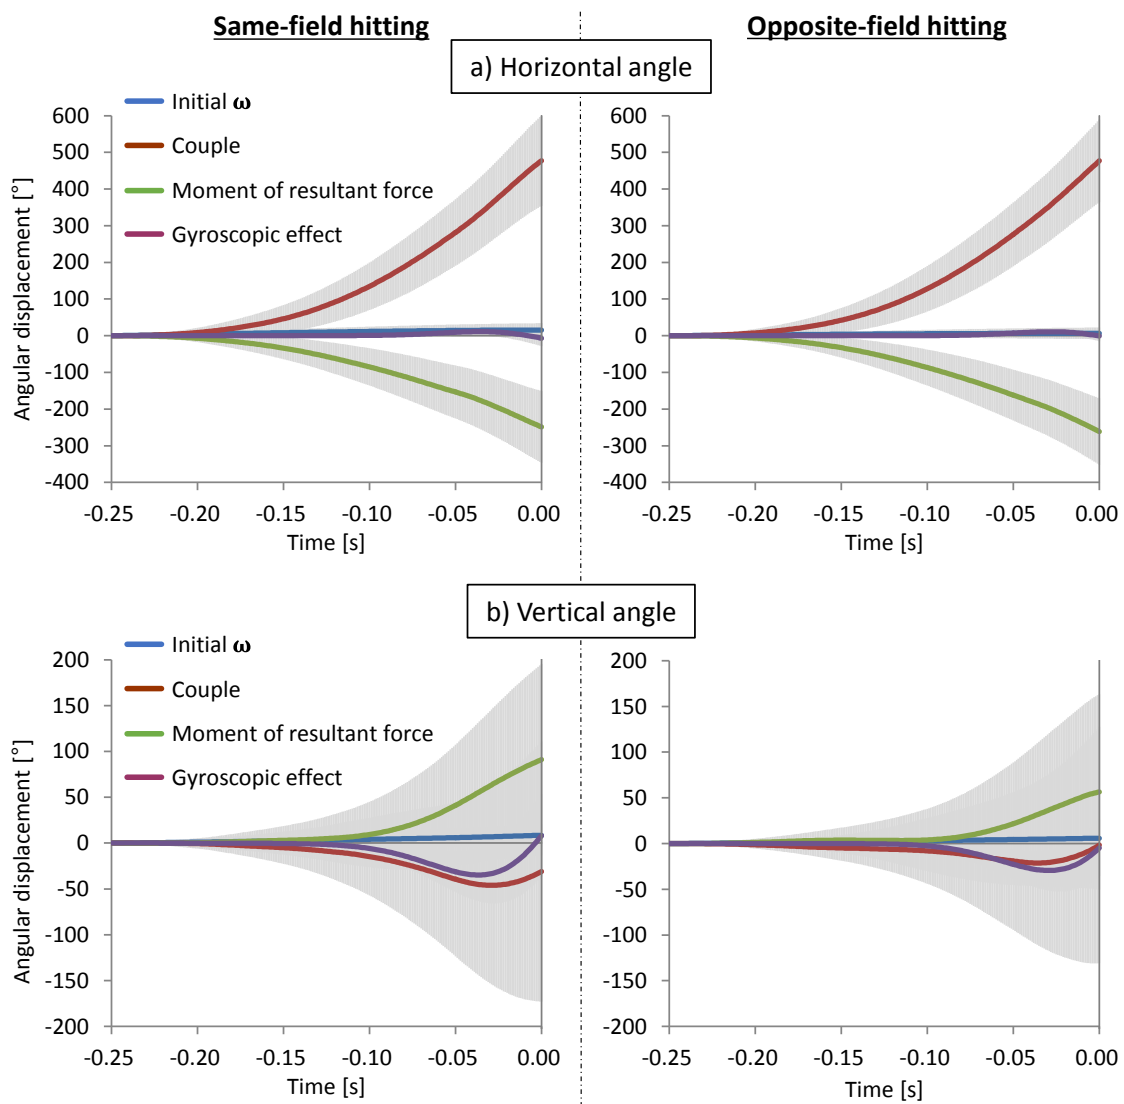 Same-field hitting
Opposite-field hitting
a) Horizontal angle
Initial ω
Couple
Moment of resultant force
Gyroscopic effect
Angular displacement [°]
600
500
400
300
200
100
0
-100
-200
-300
-400
-0.25 -0.20 -0.15 -0.10 -0.05 0.00
Time [s]
600
500
400
300
200
100
0
-100
-200
-300
-400
-0.25 -0.20 -0.15 -0.10 -0.05 0.00
Time [s]
b) Vertical angle
Initial ω
Couple
Moment of resultant force
Gyroscopic effect
Angular displacement [°]
200
150
100
50
0
-50
-100
-150
-200
-0.25 -0.20 -0.15 -0.10 -0.05 0.00
Time [s]
200
150
100
50
0
-50
-100
-150
-200
-0.25 -0.20 -0.15 -0.10 -0.05 0.00
Time [s]